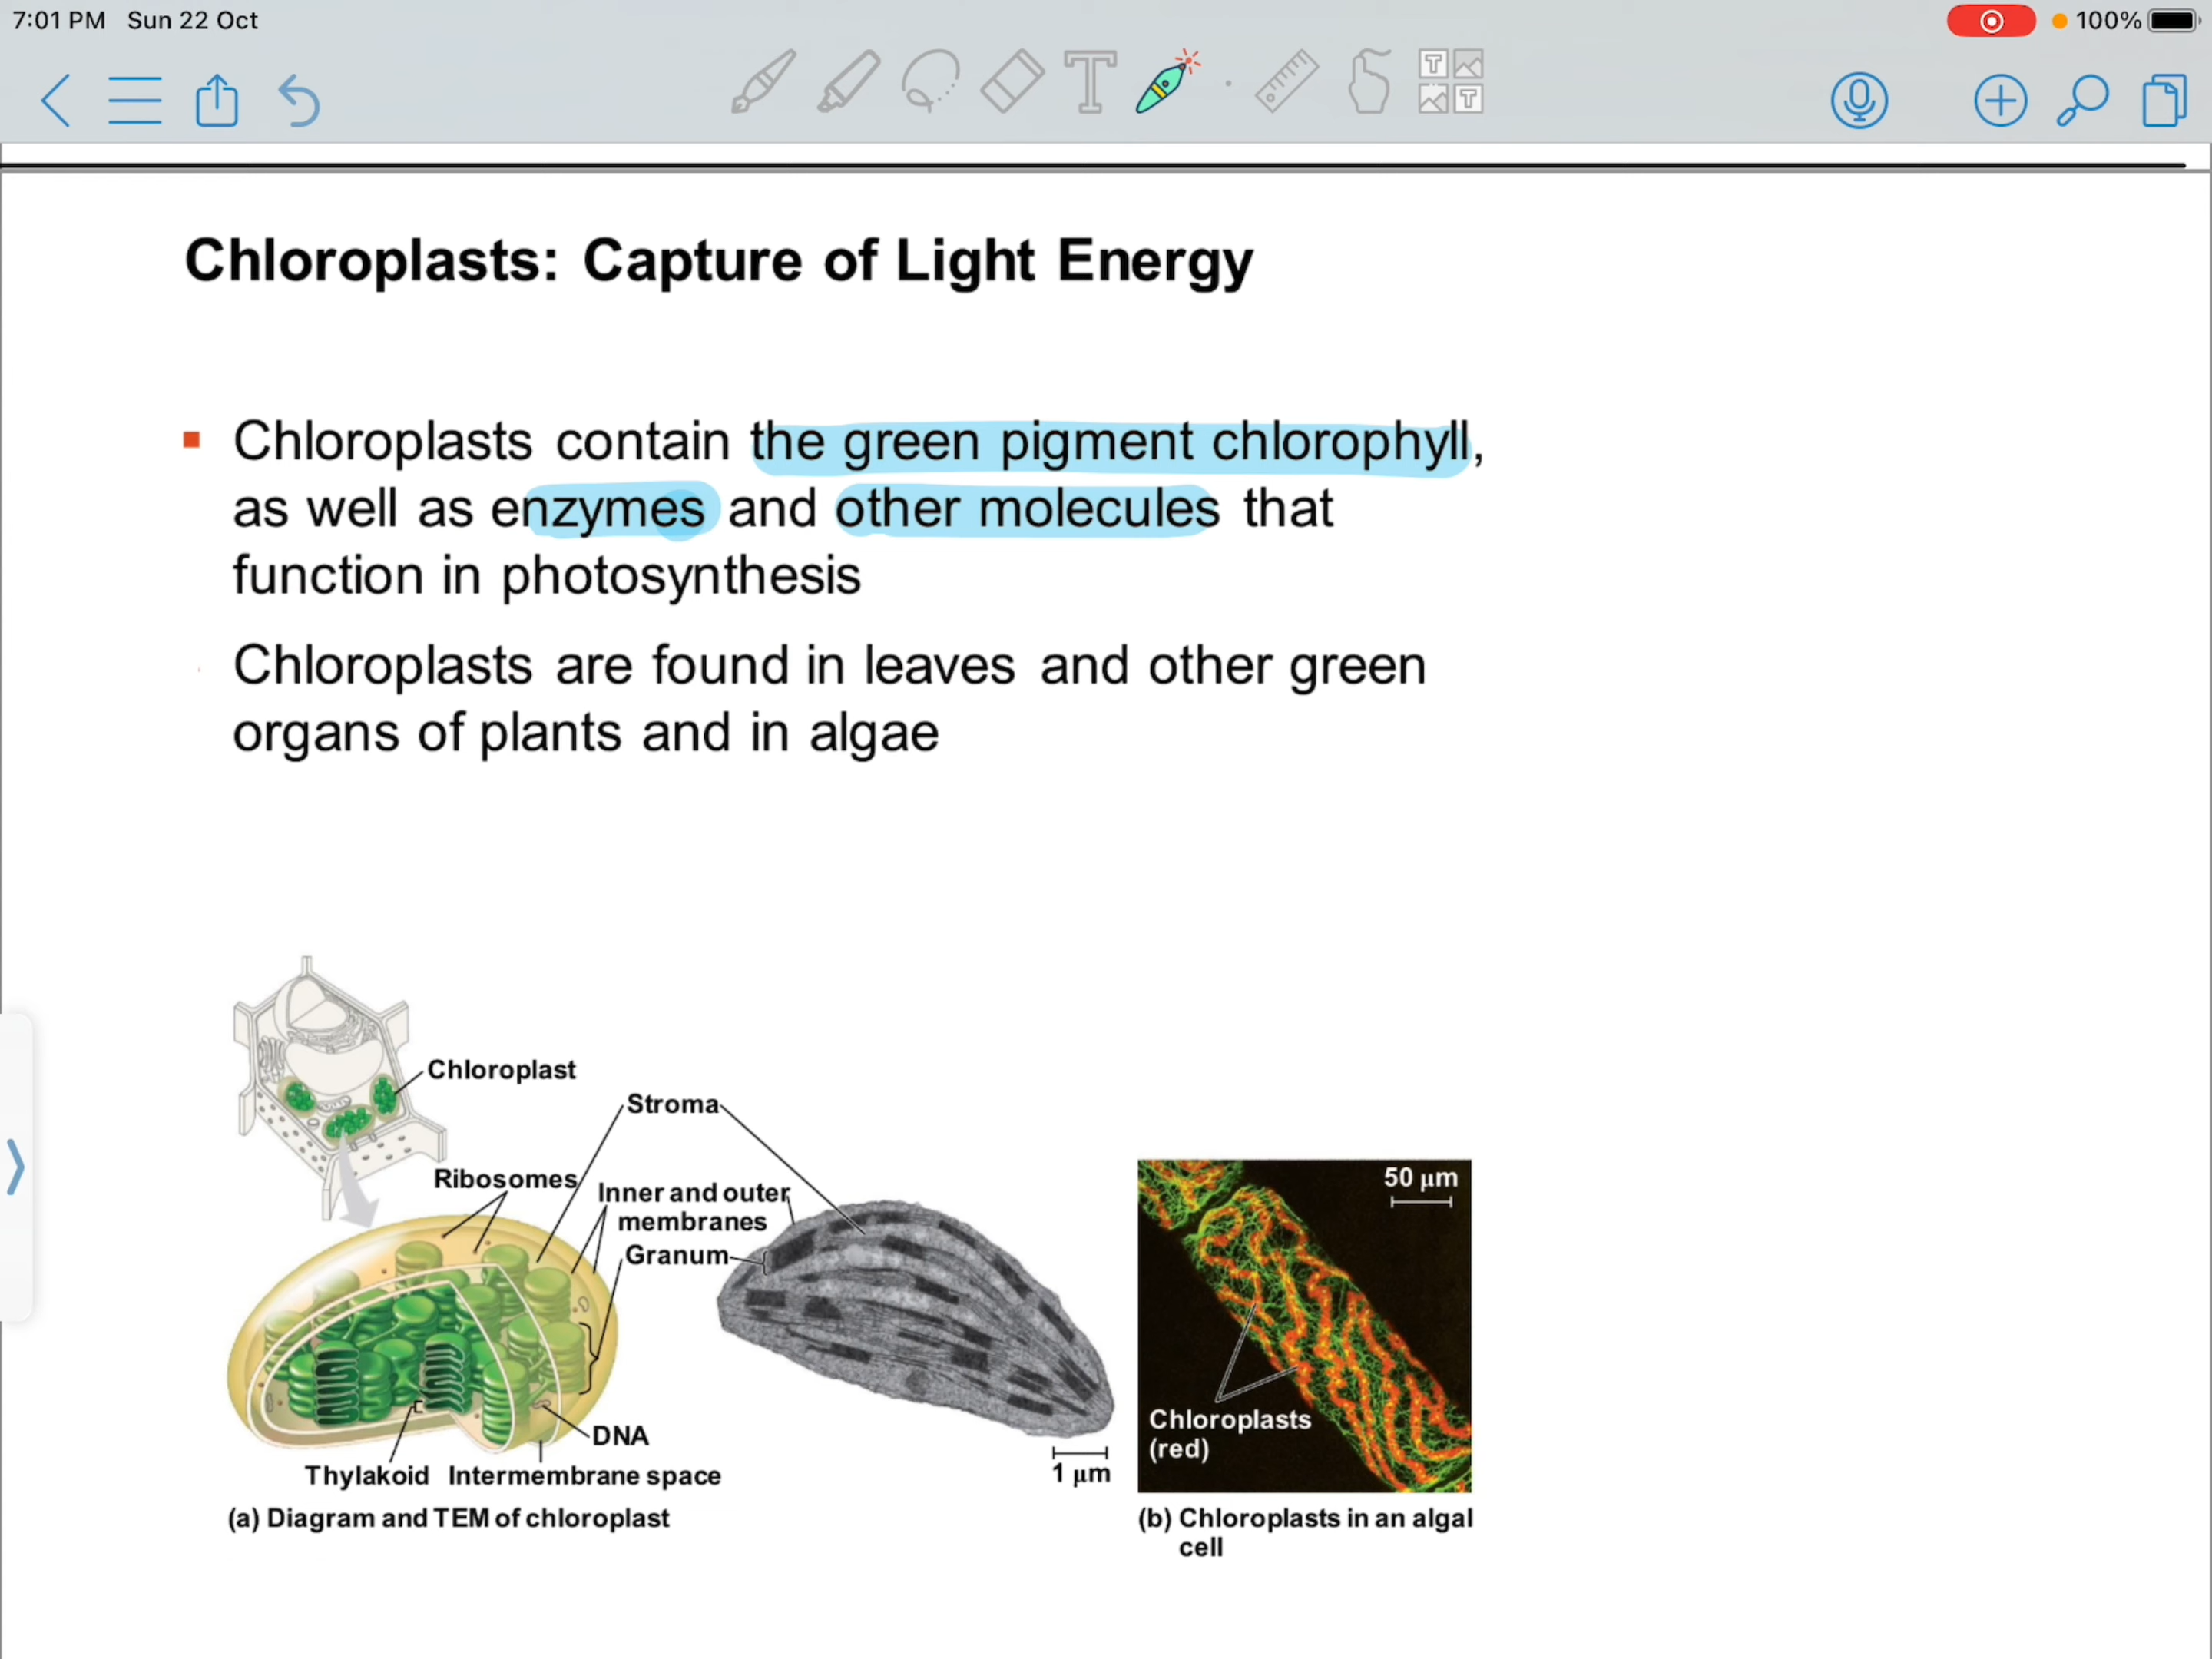 7:01 PM Sun 22 Oct
100%
Chloroplasts: Capture of Light Energy
Chloroplasts contain the green pigment chlorophyll,
as well as enzymes and other molecules that
function in photosynthesis
Chloroplasts are found in leaves and other green
organs of plants and in algae
Chloroplast
Stroma
Ribosomes
Inner and outer
membranes
Granum
DNA
Thylakoid
Intermembrane space
1 μm
(a) Diagram and TEM of chloroplast
50 μm
Chloroplasts
(red)
(b) Chloroplasts in an algal
cell